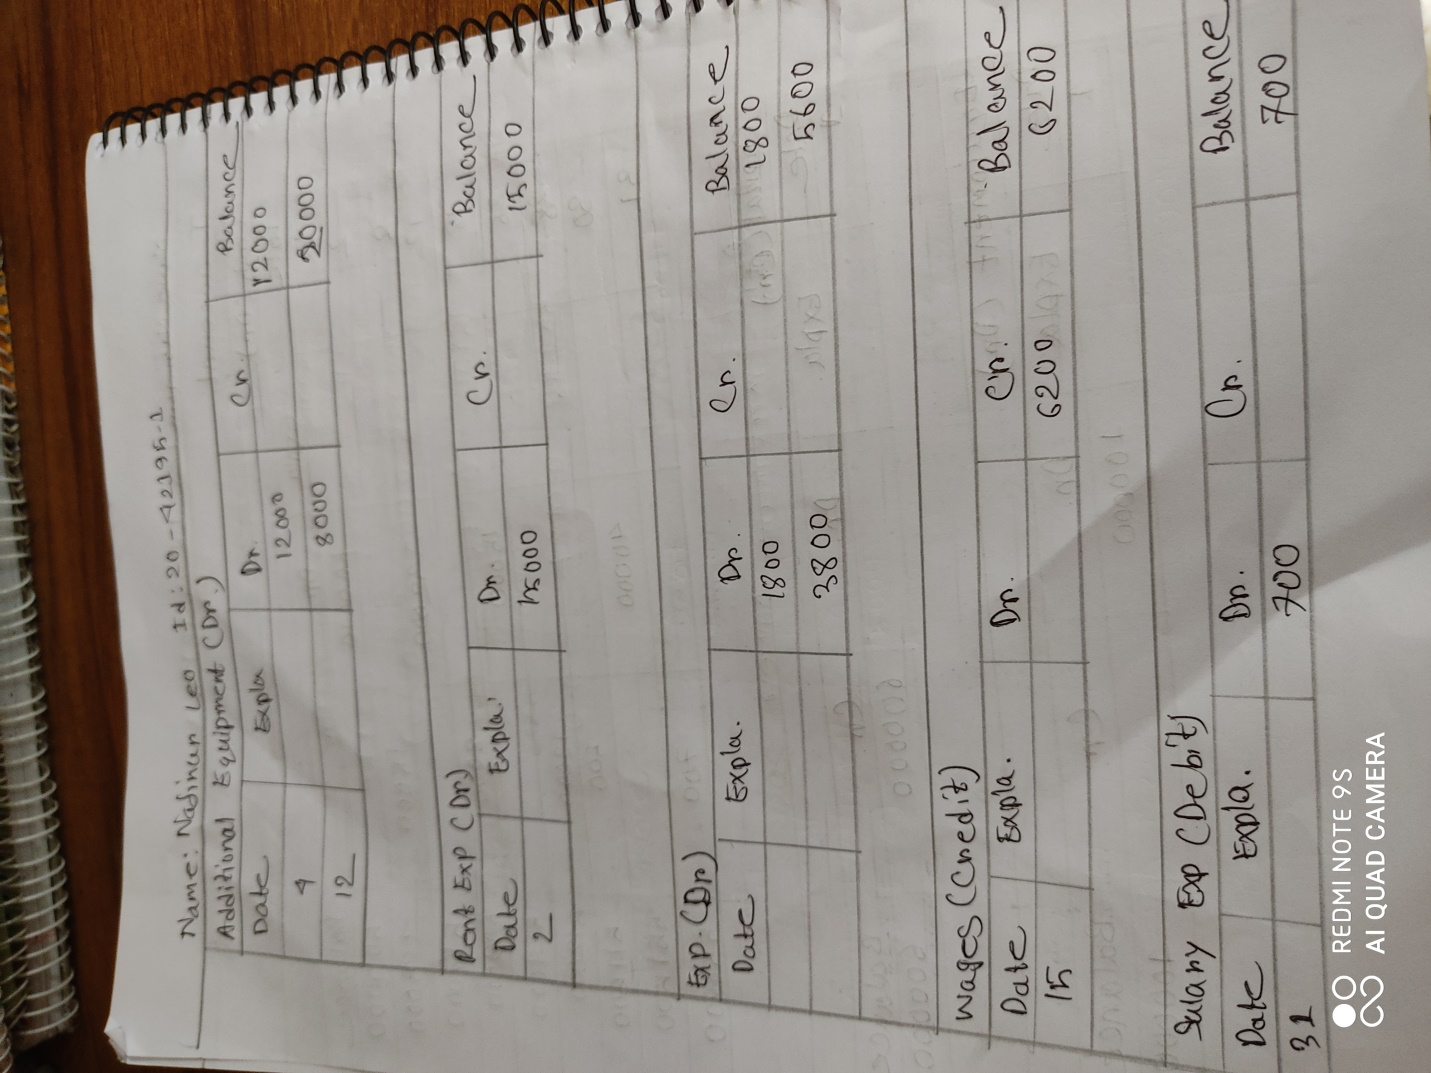 Name: Nadinur Leo Id: 20-42195-1
Additional Equipment (Dr.)
Date Expla Dr. Cr. Balance
4 12000 12000
12 8000 20000
Rent Exp (Dr)
Date Expla. Dr. Cr. Balance
2 15000 15000
Exp. (Dr)
Date Expla. Dr. Cr. Balance
1800 1800
3800 5600
Wages (Credit)
Date Expla. Dr. Cr. Balance
15 6200 6200
Salary Exp (Debit)
Date Expla. Dr. Cr. Balance
31 700 700
REDMI NOTE 9S
AI QUAD CAMERA